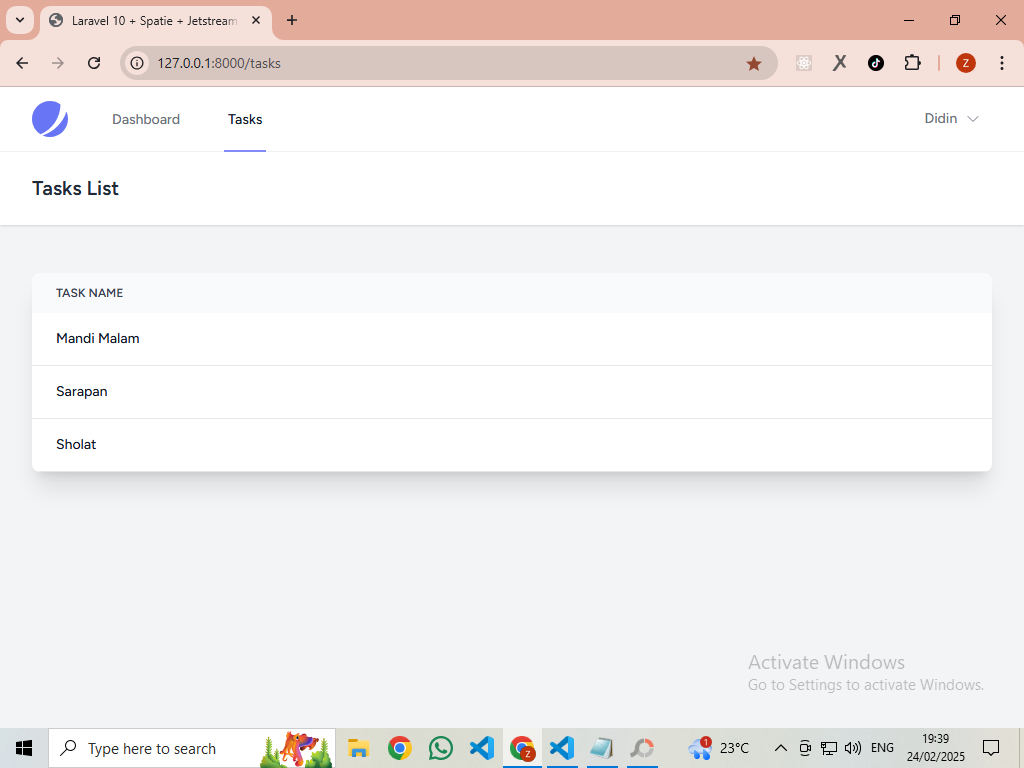 Laravel 10 + Spatie + Jetstream
127.0.0.1:8000/tasks
Z
Dashboard
Tasks
Didin
Tasks List
TASK NAME
Mandi Malam
Sarapan
Sholat
Activate Windows
Go to Settings to activate Windows.
Type here to search
Z
1
23°C
ENG
19:39
24/02/2025